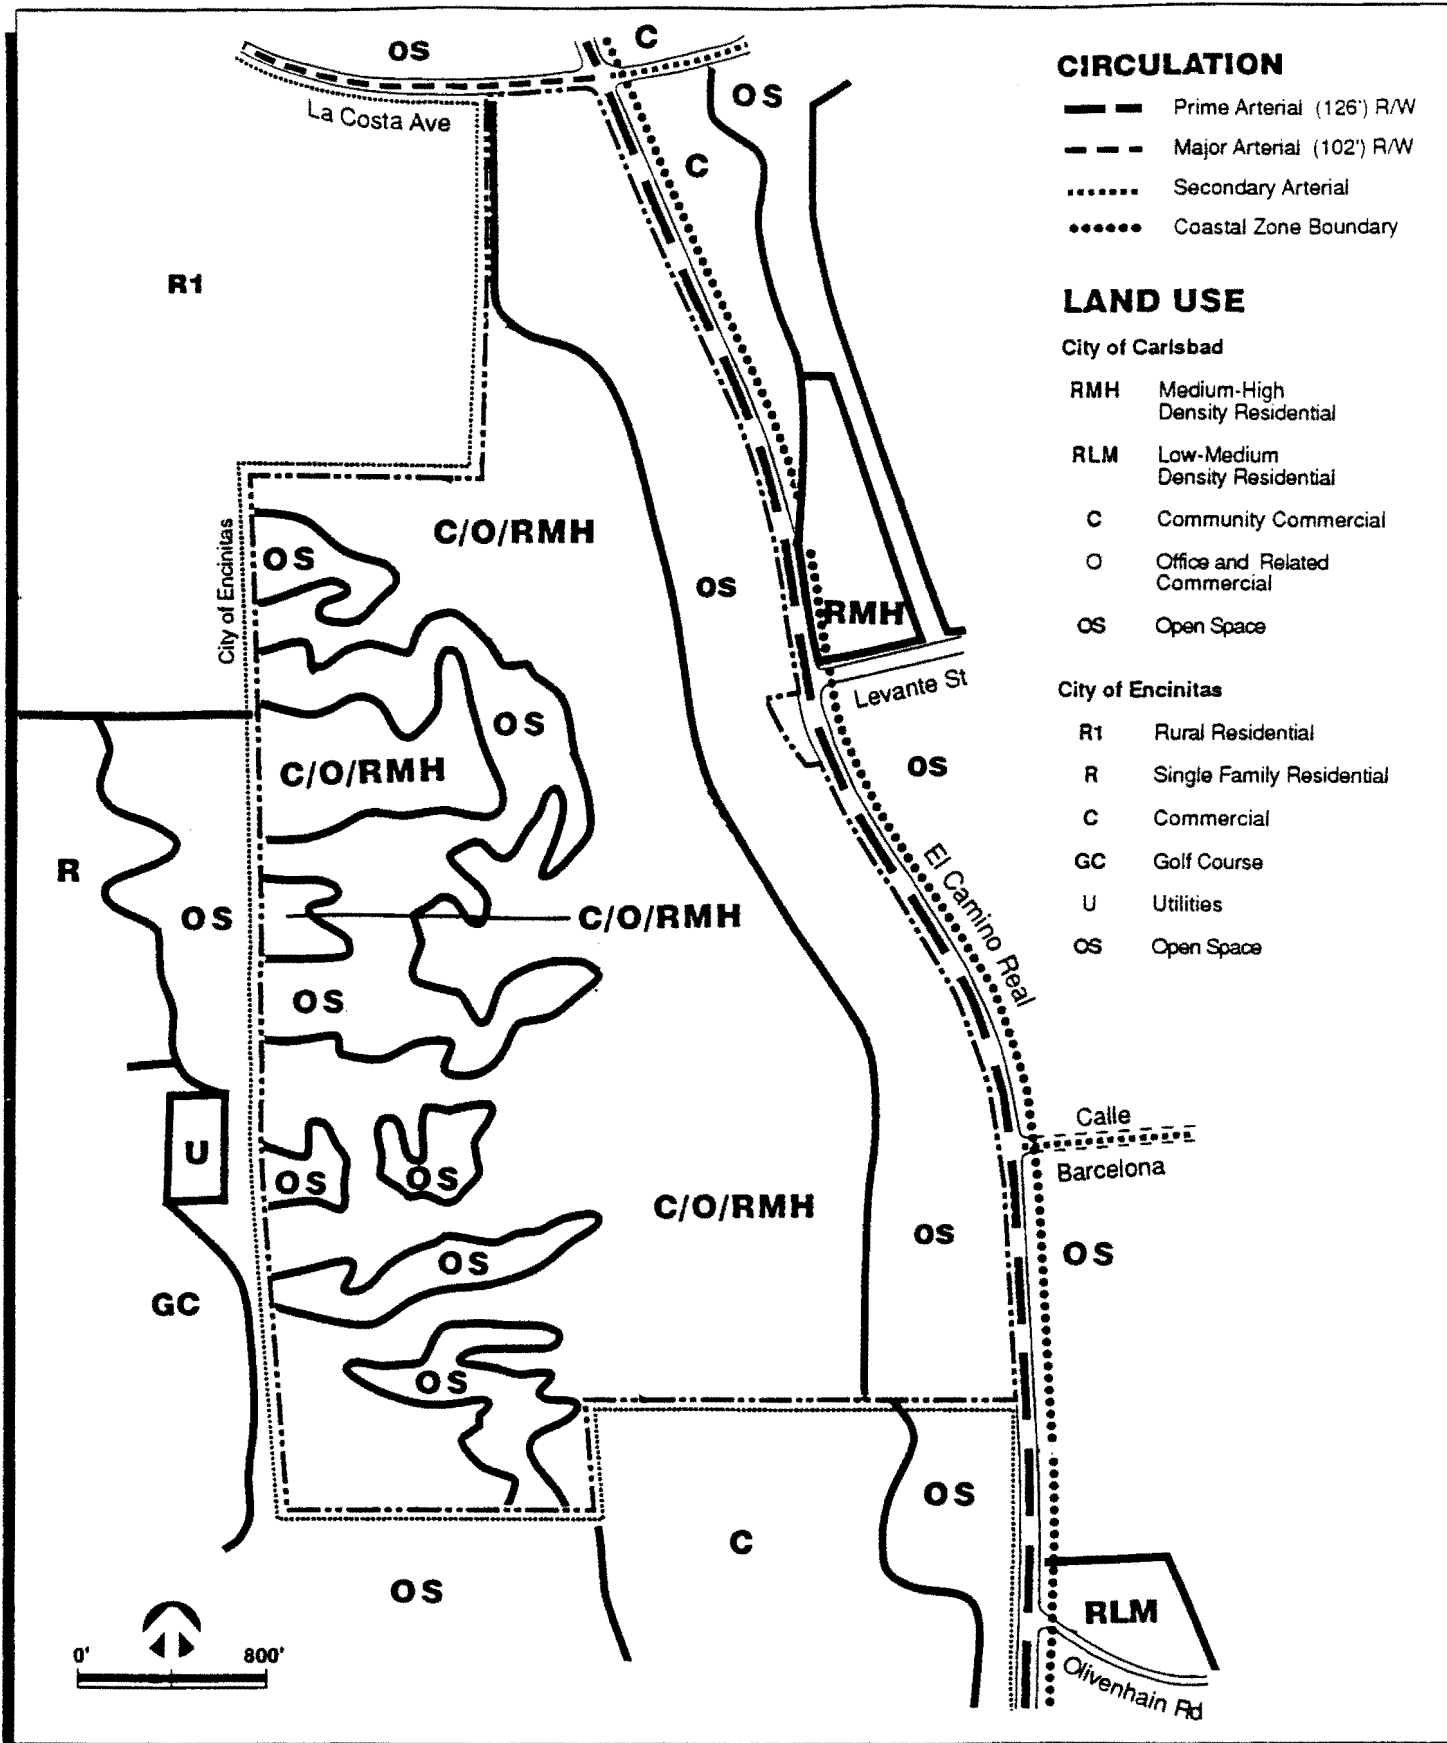 OS
C
La Costa Ave
OS
C
R1
City of Encinitas
OS
C/O/RMH
OS
RMH
Levante St
OS
C/O/RMH
OS
R
OS
C/O/RMH
El Camino Real
OS
Calle
Barcelona
U
OS
OS
C/O/RMH
OS
OS
OS
GC
OS
OS
C
OS
RLM
Olivenhain Rd
0'
800'
CIRCULATION
Prime Arterial (126') R/W
Major Arterial (102') R/W
Secondary Arterial
Coastal Zone Boundary
LAND USE
City of Carlsbad
RMH Medium-High
Density Residential
RLM Low-Medium
Density Residential
C Community Commercial
O Office and Related
Commercial
OS Open Space
City of Encinitas
R1 Rural Residential
R Single Family Residential
C Commercial
GC Golf Course
U Utilities
OS Open Space